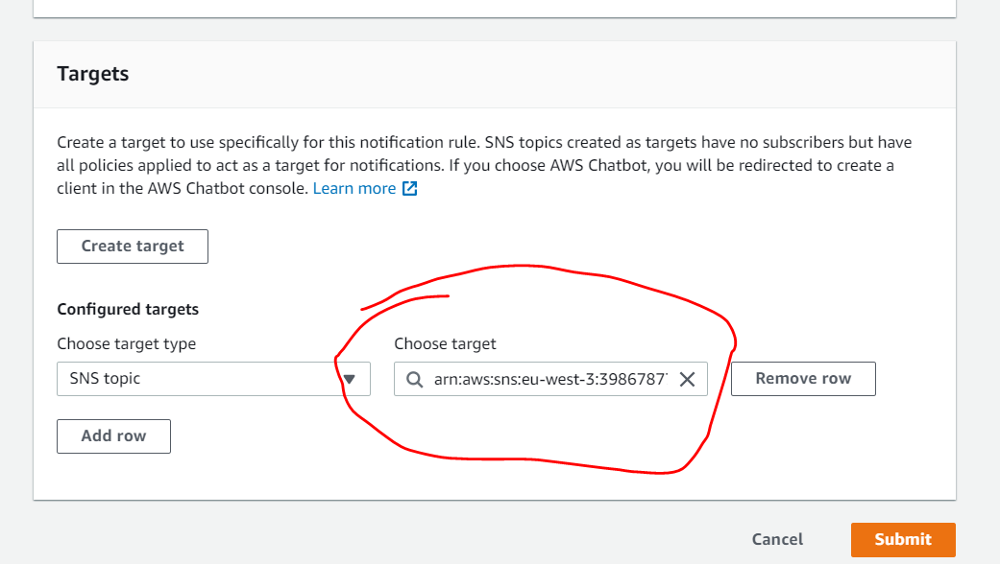 Targets
Create a target to use specifically for this notification rule. SNS topics created as targets have no subscribers but have
all policies applied to act as a target for notifications. If you choose AWS Chatbot, you will be redirected to create a
client in the AWS Chatbot console. Learn more
Create target
Configured targets
Choose target type
Choose target
SNS topic
arn:aws:sns:eu-west-3:3986787
Remove row
Add row
Cancel
Submit